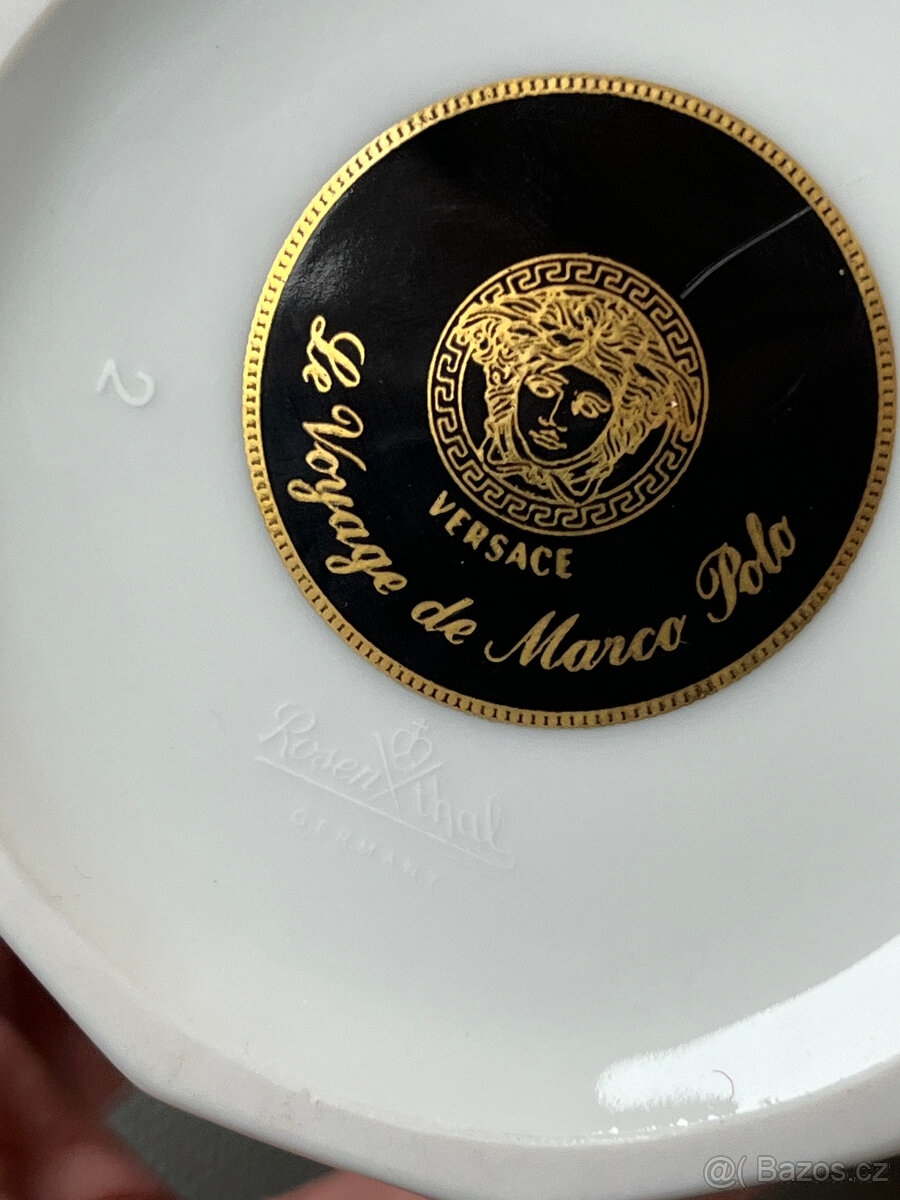 VERSACE
Le Voyage de Marco Polo
2
Rosenthal
GERMANY
@( Bazos.cz